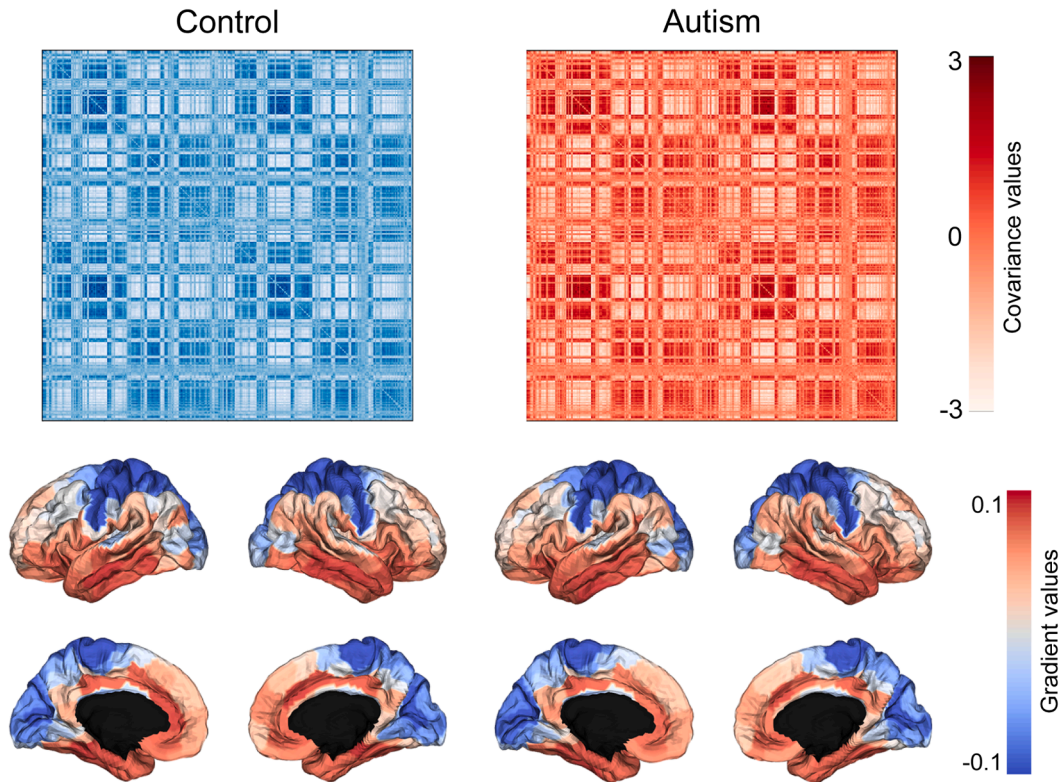 Control
Autism
3
0
-3
Covariance values
0.1
-0.1
Gradient values